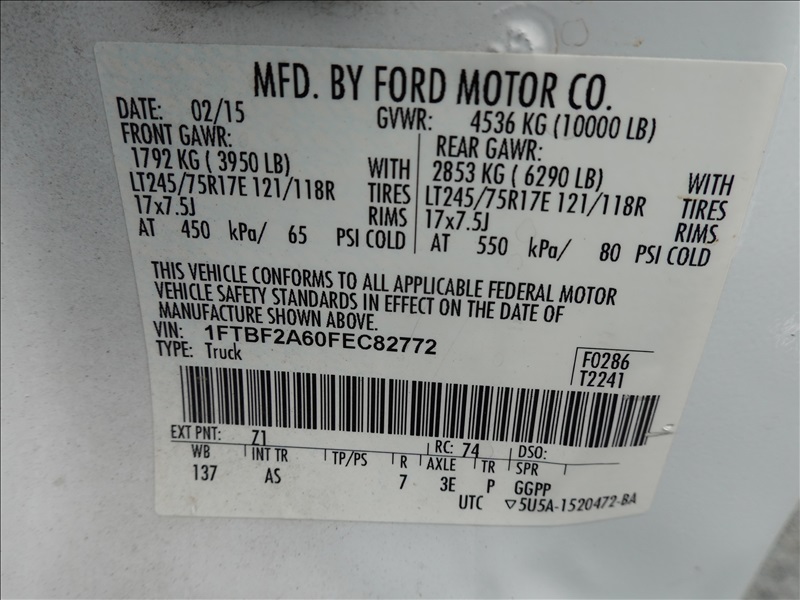 MFD. BY FORD MOTOR CO.
DATE: 02/15 GVWR: 4536 KG (10000 LB)
FRONT GAWR: REAR GAWR:
1792 KG ( 3950 LB) WITH 2853 KG ( 6290 LB) WITH
LT245/75R17E 121/118R TIRES LT245/75R17E 121/118R TIRES
17x7.5J RIMS 17x7.5J RIMS
AT 450 kPa/ 65 PSI COLD AT 550 kPa/ 80 PSI COLD
THIS VEHICLE CONFORMS TO ALL APPLICABLE FEDERAL MOTOR
VEHICLE SAFETY STANDARDS IN EFFECT ON THE DATE OF
MANUFACTURE SHOWN ABOVE.
VIN: 1FTBF2A60FEC82772
TYPE: Truck F0286
T2241
EXT PNT: Z1 RC: 74 DSO:
WB INT TR TP/PS R AXLE TR SPR
137 AS 7 3E P GGPP
UTC ▽5U5A-1520472-BA